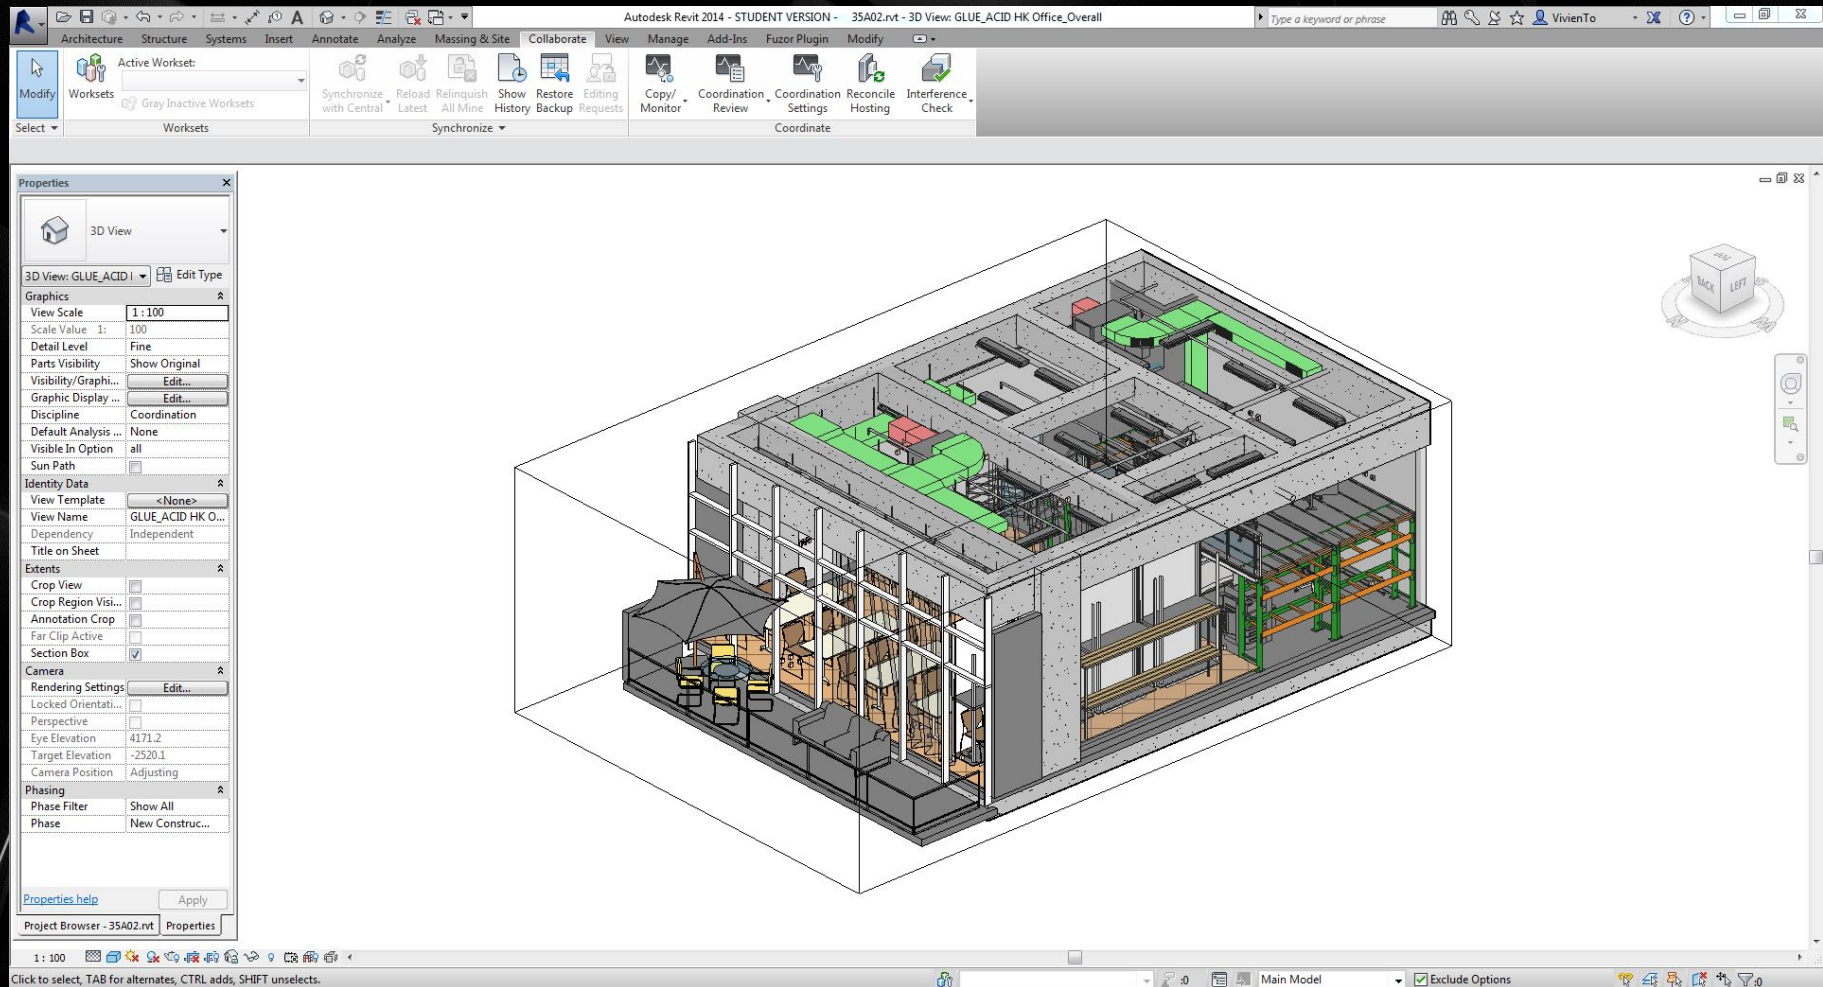 Autodesk Revit 2014 - STUDENT VERSION - 35A02.rvt - 3D View: GLUE_ACID HK Office_Overall
Type a keyword or phrase
VivienTo
Architecture Structure Systems Insert Annotate Analyze Massing & Site Collaborate View Manage Add-Ins Fuzor Plugin Modify
Modify
Worksets
Active Workset:
Gray Inactive Worksets
Synchronize
with Central
Reload
Latest
Relinquish
All Mine
Show
History
Restore
Backup
Editing
Requests
Copy/
Monitor
Coordination
Review
Coordination
Settings
Reconcile
Hosting
Interference
Check
Select
Worksets
Synchronize
Coordinate
Properties
3D View
3D View: GLUE_ACID I
Edit Type
Graphics
View Scale 1 : 100
Scale Value 1: 100
Detail Level Fine
Parts Visibility Show Original
Visibility/Graphi... Edit...
Graphic Display ... Edit...
Discipline Coordination
Default Analysis ... None
Visible In Option all
Sun Path
Identity Data
View Template <None>
View Name GLUE_ACID HK O...
Dependency Independent
Title on Sheet
Extents
Crop View
Crop Region Visi...
Annotation Crop
Far Clip Active
Section Box
Camera
Rendering Settings Edit...
Locked Orientati...
Perspective
Eye Elevation 4171.2
Target Elevation -2520.1
Camera Position Adjusting
Phasing
Phase Filter Show All
Phase New Construc...
Properties help
Apply
Project Browser - 35A02.rvt Properties
TOP
BACK
LEFT
1 : 100
Click to select, TAB for alternates, CTRL adds, SHIFT unselects.
:0
Main Model
Exclude Options
:0